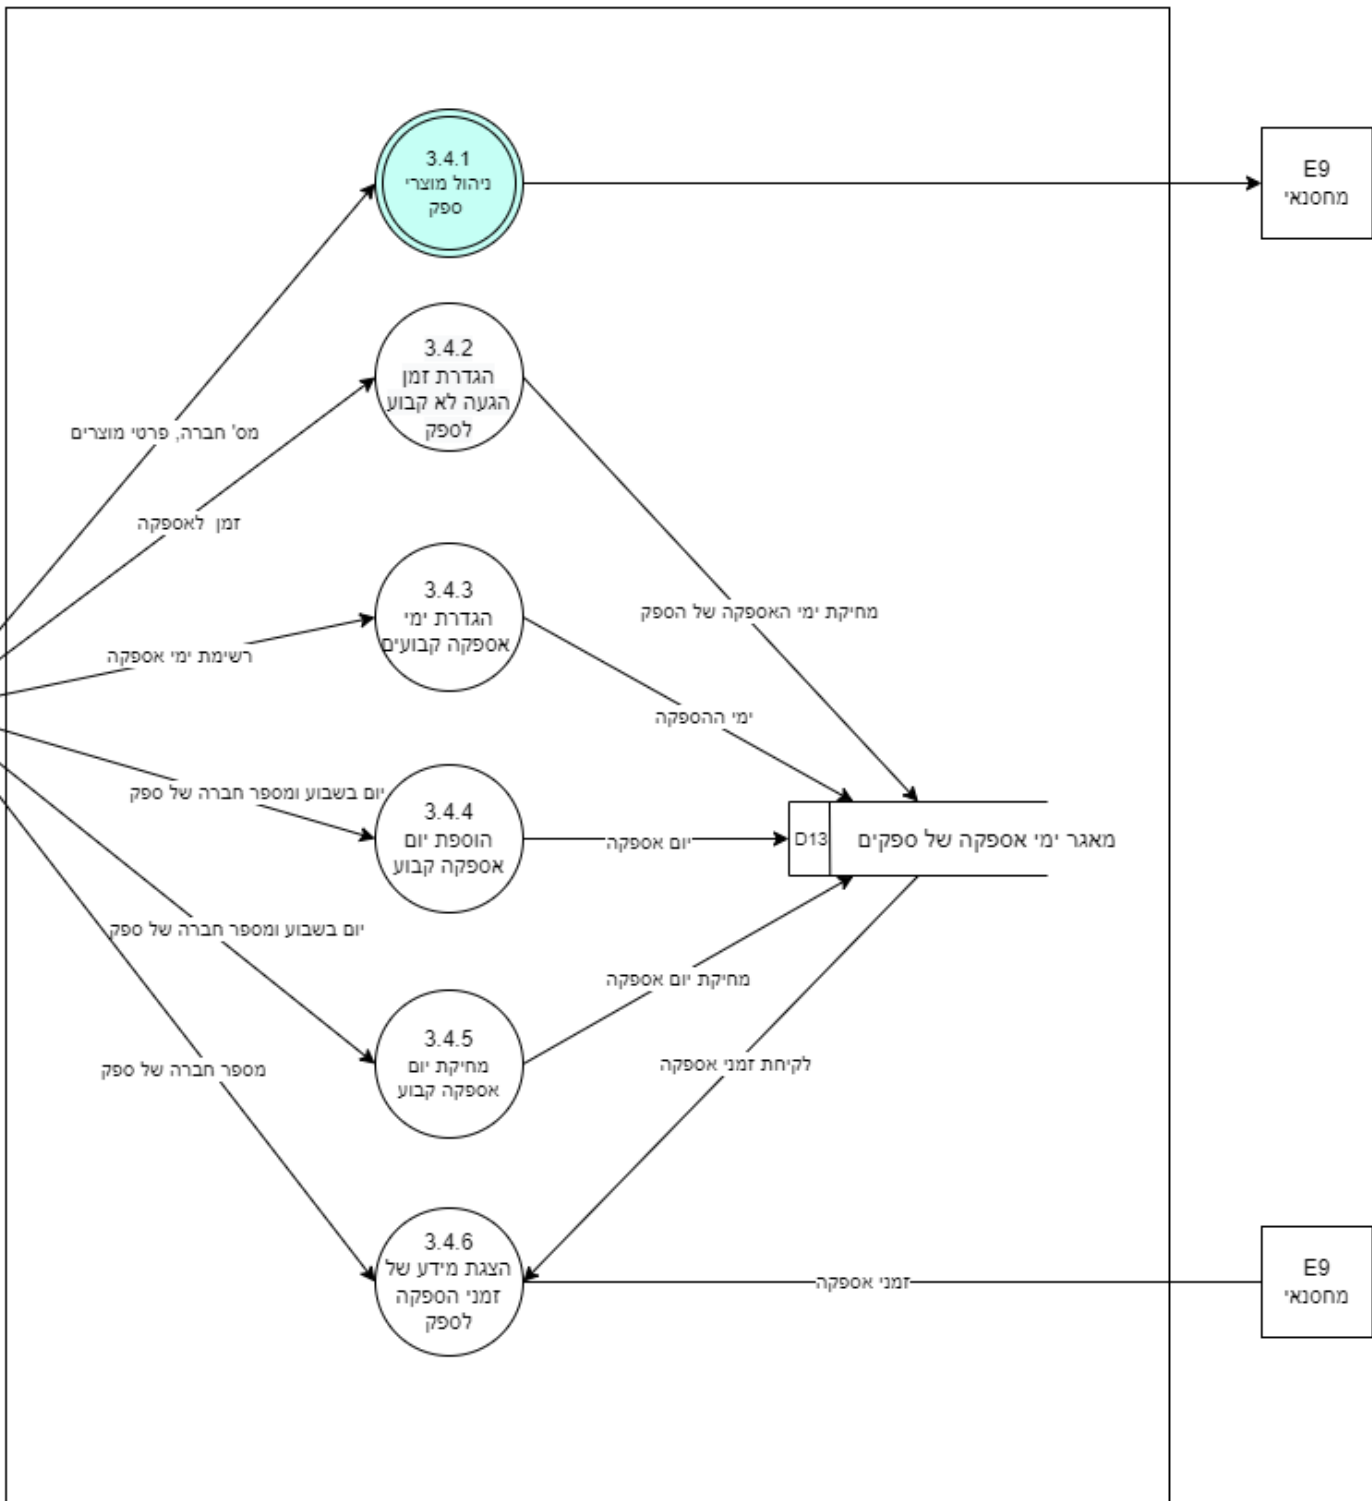 3.4.1
ניהול מוצרי
ספק
E9
מחסנאי
3.4.2
הגדרת זמן
הגעה לא קבוע
לספק
מס' חברה, פרטי מוצרים
זמן לאספקה
3.4.3
הגדרת ימי
אספקה קבועים
מחיקת ימי האספקה של הספק
רשימת ימי אספקה
ימי ההספקה
יום בשבוע ומספר חברה של ספק
3.4.4
הוספת יום
אספקה קבוע
יום אספקה
D13
מאגר ימי אספקה של ספקים
יום בשבוע ומספר חברה של ספק
מחיקת יום אספקה
3.4.5
מחיקת יום
אספקה קבוע
מספר חברה של ספק
לקיחת זמני אספקה
3.4.6
הצגת מידע של
זמני הספקה
לספק
זמני אספקה
E9
מחסנאי